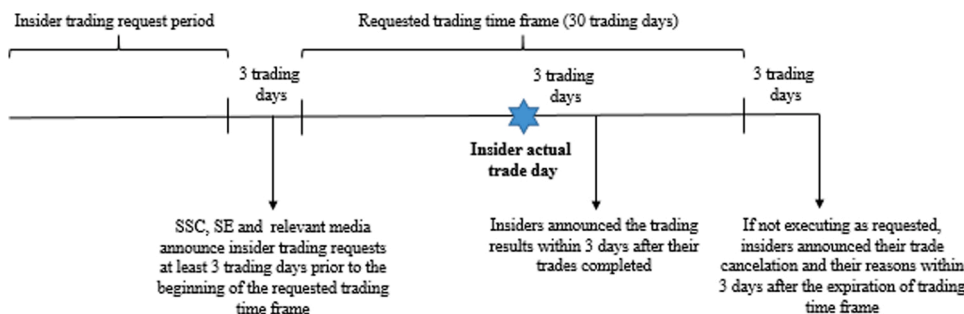 Insider trading request period
Requested trading time frame (30 trading days)
3 trading
days
3 trading
days
3 trading
days
Insider actual
trade day
SSC, SE and relevant media
announce insider trading requests
at least 3 trading days prior to the
beginning of the requested trading
time frame
Insiders announced the trading
results within 3 days after their
trades completed
If not executing as requested,
insiders announced their trade
cancelation and their reasons within
3 days after the expiration of trading
time frame